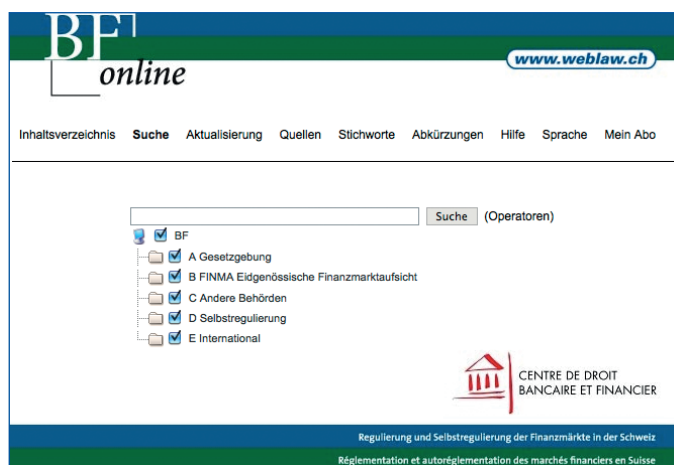 BF
online
www.weblaw.ch
Inhaltsverzeichnis Suche Aktualisierung Quellen Stichworte Abkürzungen Hilfe Sprache Mein Abo
Suche (Operatoren)
BF
A Gesetzgebung
B FINMA Eidgenössische Finanzmarktaufsicht
C Andere Behörden
D Selbstregulierung
E International
CENTRE DE DROIT
BANCAIRE ET FINANCIER
Regulierung und Selbstregulierung der Finanzmärkte in der Schweiz
Réglementation et autoréglementation des marchés financiers en Suisse